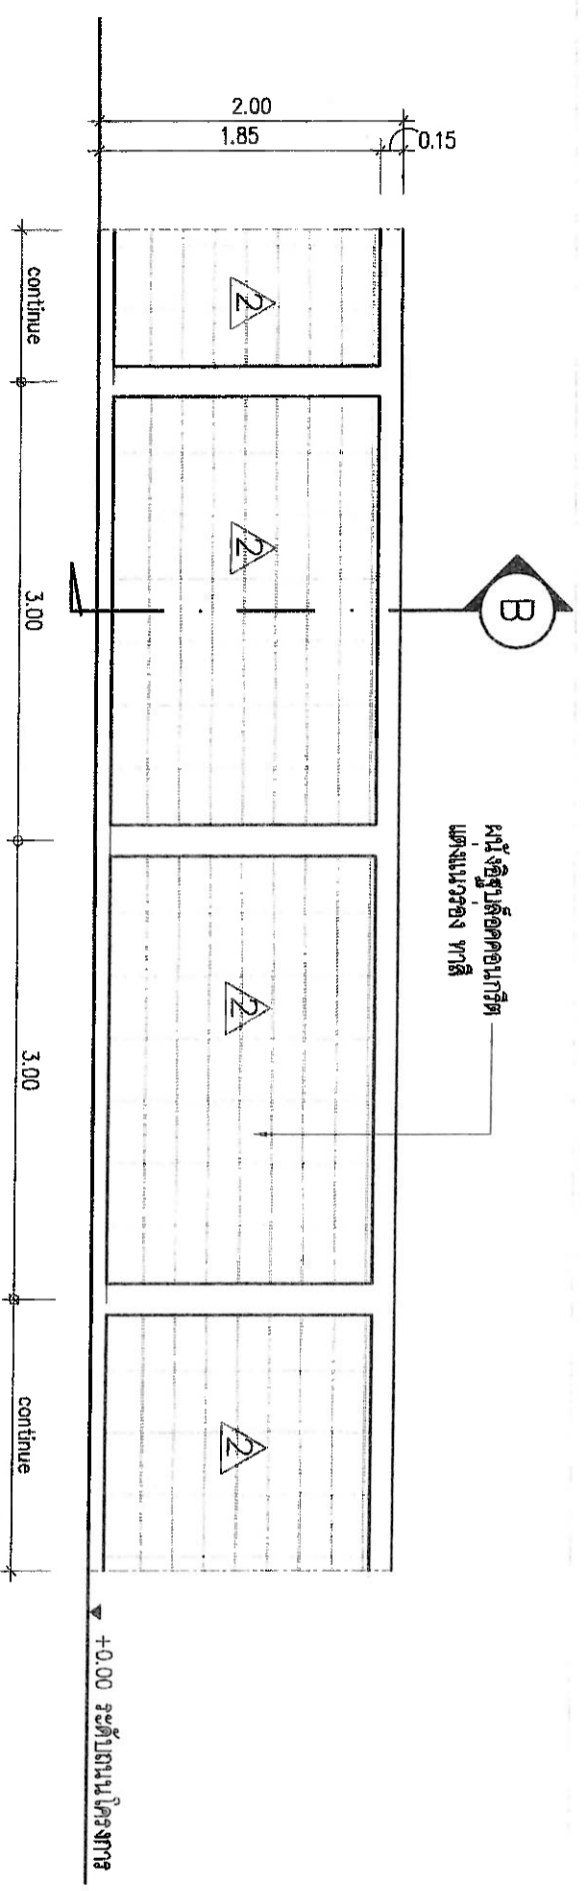 B
ผนังอิฐบล็อคคอนกรีต
แต่งแนวร่อง ทาสี
0.15
2.00
1.85
2
2
2
2
+0.00 ระดับถนนโครงการ
continue
3.00
3.00
continue